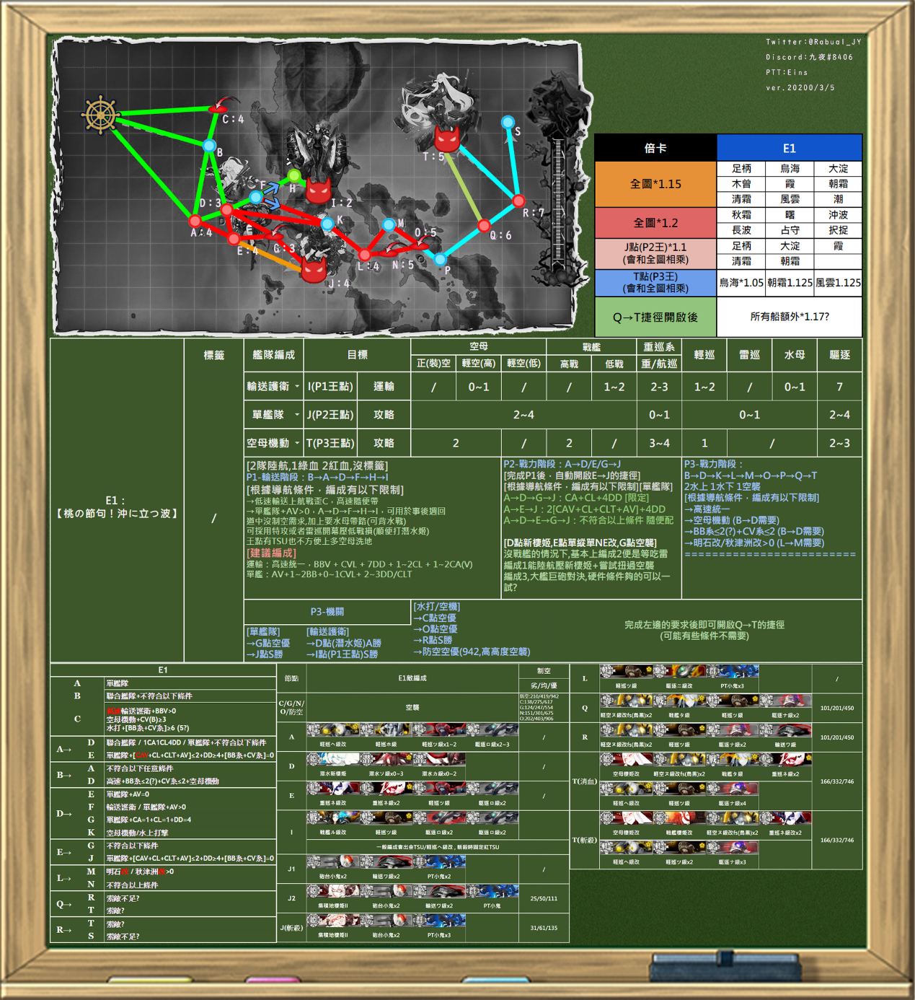 Twitter:@Rabual_JY
Discord:九夜#8406
PTT:Eins
ver.20200/3/5
C:4
B
D:3
F
H
I:2
A:4
E:4
G:3
K
J:4
L:4
M
N:5
O:5
P
Q:6
R:7
S
T:5
倍卡 E1
全圖*1.15
足柄 鳥海 大淀
木曾 霞 朝霜
清霜 風雲 潮
全圖*1.2
秋霜 曙 沖波
長波 占守 択捉
J點(P2王)*1.1
(會和全圖相乘)
足柄 大淀 霞
清霜 朝霜
T點(P3王)
(會和全圖相乘)
鳥海*1.05 朝霜1.125 風雲1.125
Q→T捷徑開啟後 所有船額外*1.17?
標籤 艦隊編成 目標 空母 戰艦 重巡系 輕巡 雷巡 水母 驅逐
正(裝)空 輕空(高) 輕空(低) 高戰 低戰 重/航巡
輸送護衛 I(P1王點) 運輸 / 0~1 / / 1~2 2-3 1~2 / 0~1 7
單艦隊 J(P2王點) 攻略 2~4 0~1 0~1 2~4
空母機動 T(P3王點) 攻略 2 / 2 / 3~4 1 / 2~3
E1：
【桃の節句！沖に立つ波】
/
[2隊陸航,1綠血 2紅血,沒標籤]
P1-輸送階段：B→A→D→F→H→I
[根據導航條件，編成有以下限制]
→低速輸送上航戰歪C，高速隨便帶
→單艦隊+AV>0，A→D→F→H→I，可用於事後週回
道中沒制空需求,加上要水母帶路(可背水戰)
可採用特攻或者雷巡開幕壓低戰損(順便打潛水姬)
王點有TSU也不方便上多空母洗地
[建議編成]
運輸：高速統一，BBV + CVL + 7DD + 1~2CL + 1~2CA(V)
單艦：AV+1~2BB+0~1CVL+ 2~3DD/CLT
P2-戰力階段：A→D/E/G→J
[完成P1後，自動開啟E→J的捷徑]
[根據導航條件，編成有以下限制][單艦隊]
A→D→G→J：CA+CL+4DD [限定]
A→E→J：2[CAV+CL+CLT+AV]+4DD
A→D→E→G→J：不符合以上條件 隨便配
[D點新棲姬,E點單縱單NE改,G點空襲]
沒戰艦的情況下,基本上編成2便是等吃雷
編成1能陸航壓新棲姬+嘗試扭過空襲
編成3,大艦巨砲對決,硬件條件夠的可以一
試?
P3-戰力階段：
B→D→K→L→M→O→P→Q→T
2水上 1水下 1空襲
[根據導航條件，編成有以下限制]
→高速統一
→空母機動 (B→D需要)
→BB系≤2(?)+CV系≤2 (B→D需要)
→明石改/秋津洲改>0 (L→M需要)
=========================
P3-機關
[單艦隊]
→G點空優
→J點S勝
[輸送護衛]
→D點(潛水姬)A勝
→I點(P1王點)S勝
[水打/空機]
→C點空優
→O點空優
→R點S勝
→防空空優(942,高高度空襲)
完成左邊的要求後即可開啟Q→T的捷徑
(可能有些條件不需要)
E1
A 單艦隊
B 聯合艦隊+不符合以下條件
C 低速輸送護衛+BBV>0
空母機動+CV(B)≥3
水打+[BB系+CV系]≥6 (5?)
A→ D 聯合艦隊 / 1CA1CL4DD / 單艦隊+不符合以下條件
E 單艦隊+[CAV+CL+CLT+AV]≤2+DD≥4+[BB系+CV系]=0
B→ A 不符合以下任意條件
D 高速+BB系≤2(?)+CV系≤2+空母機動
D→ E 單艦隊+AV=0
F 輸送護衛 / 單艦隊+AV>0
G 單艦隊+CA=1+CL=1+DD=4
K 空母機動/水上打擊
E→ G 不符合以下條件
J 單艦隊+[CAV+CL+CLT+AV]≤2+DD≥4+[BB系+CV系]=0
L→ M 明石改 / 秋津洲改>0
N 不符合以上條件
Q→ R 索敵不足?
T 索敵?
R→ T 索敵?
S 索敵不足?
節點 E1敵編成 制空
劣/均/優
C/G/N/
O/防空
空襲
防空:210/419/942
C:138/275/617
G:124/247/554
N:151/301/675
O:202/403/906
A 輕巡ヘ級改 輕巡ホ級 輕巡ツ級x1~2 驅逐ロ級x2~3 /
D 潛水新棲姬 潛水ソ級x0~3 潛水カ級x0~2 /
E 重巡ネ級改 重巡ネ級x2 輕巡ツ級 驅逐ロ級x2 /
I 戰艦ル級改 輕巡ツ級 驅逐ロ級x2 驅逐ロ級x2
一般編成會出金TSU/輕巡ヘ級改，斬殺時固定紅TSU
J1 砲台小鬼x2 輸送ワ級x2 PT小鬼x2 /
J2 集積地棲姬II 砲台小鬼x2 輸送ワ級x2 PT小鬼 25/50/111
J(斬殺) 集積地棲姬II 砲台小鬼x2 PT小鬼x3 31/61/135
L 輕巡ツ級 驅逐ニ級改 PT小鬼x3 /
Q 輕空ヌ級改fs(鳥黑)x2 戰艦タ級 輕巡ツ級 驅逐ナ級x2 101/201/450
R 輕空ヌ級改fs(鳥黑)x2 輕巡ツ級 驅逐ナ級x2 輸送ワ級 101/201/450
T(消血) 空母棲姬改 輕空ヌ級改fs(鳥黑)x2 戰艦タ級 重巡ネ級x2 166/332/746
輕巡ヘ級改 輕巡ツ級 驅逐ナ級x4
T(斬殺) 空母棲姬改 戰艦棲姬改 輕空ヌ級改fs(鳥黑)x2 重巡ネ級改x2 166/332/746
輕巡ヘ級改 輕巡ツ級x2 驅逐ナ級x3